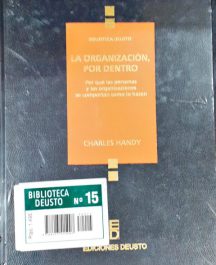 BIBLIOTECA DEUSTO
LA ORGANIZACIÓN,
POR DENTRO
Por qué las personas
y las organizaciones
se comportan como lo hacen
CHARLES HANDY
BIBLIOTECA
DEUSTO Nº 15
EDICIONES DEUSTO